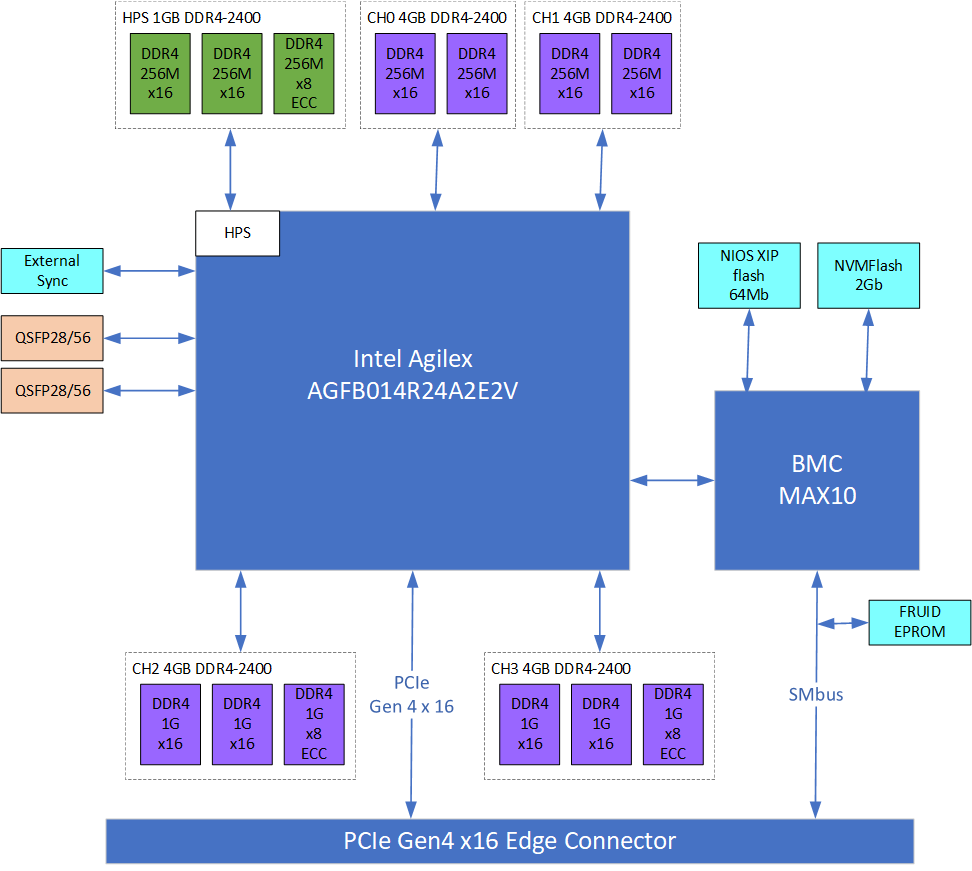 HPS 1GB DDR4-2400
DDR4
256M
x16
DDR4
256M
x16
DDR4
256M
x8
ECC
CH0 4GB DDR4-2400
DDR4
256M
x16
DDR4
256M
x16
CH1 4GB DDR4-2400
DDR4
256M
x16
DDR4
256M
x16
HPS
External
Sync
QSFP28/56
QSFP28/56
Intel Agilex
AGFB014R24A2E2V
NIOS XIP
flash
64Mb
NVMFlash
2Gb
BMC
MAX10
FRUID
EPROM
SMbus
CH2 4GB DDR4-2400
DDR4
1G
x16
DDR4
1G
x16
DDR4
1G
x8
ECC
PCIe
Gen 4 x 16
CH3 4GB DDR4-2400
DDR4
1G
x16
DDR4
1G
x16
DDR4
1G
x8
ECC
PCIe Gen4 x16 Edge Connector